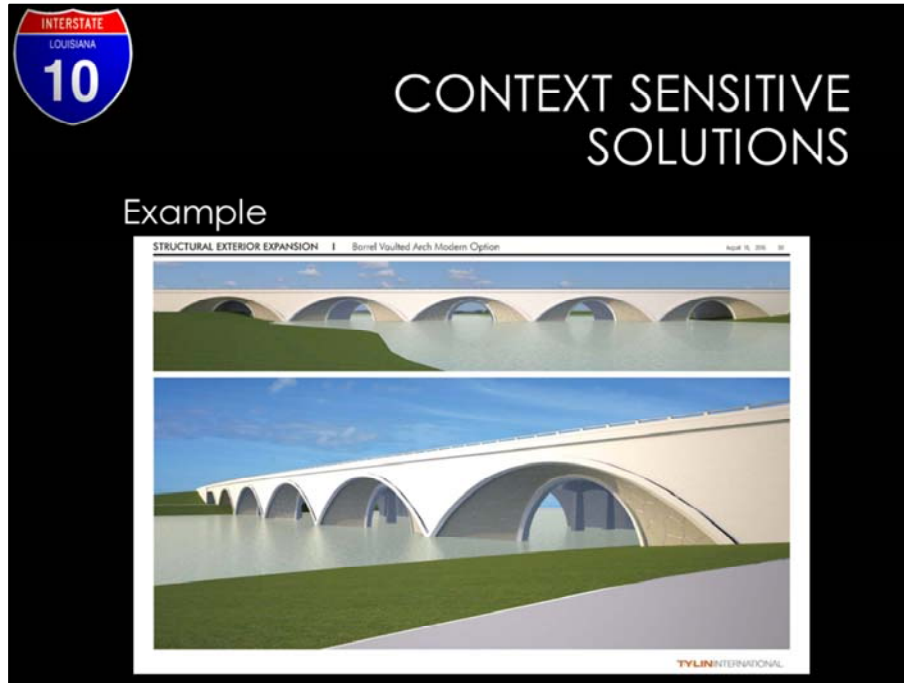 INTERSTATE
LOUISIANA
10
CONTEXT SENSITIVE
SOLUTIONS
Example
STRUCTURAL EXTERIOR EXPANSION | Barrel Vaulted Arch Modern Option
TYLININTERNATIONAL